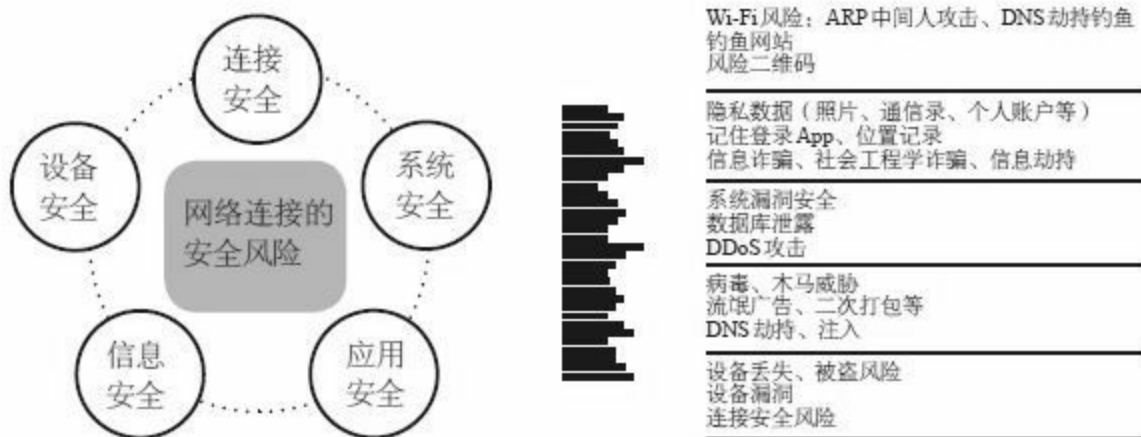 连接
安全
设备
安全
系统
安全
网络连接的
安全风险
信息
安全
应用
安全
Wi-Fi风险：ARP中间人攻击、DNS劫持钓鱼
钓鱼网站
风险二维码
隐私数据（照片、通信录、个人账户等）
记住登录App、位置记录
信息诈骗、社会工程学诈骗、信息劫持
系统漏洞安全
数据库泄露
DDoS攻击
病毒、木马威胁
流氓广告、二次打包等
DNS劫持、注入
设备丢失、被盗风险
设备漏洞
连接安全风险